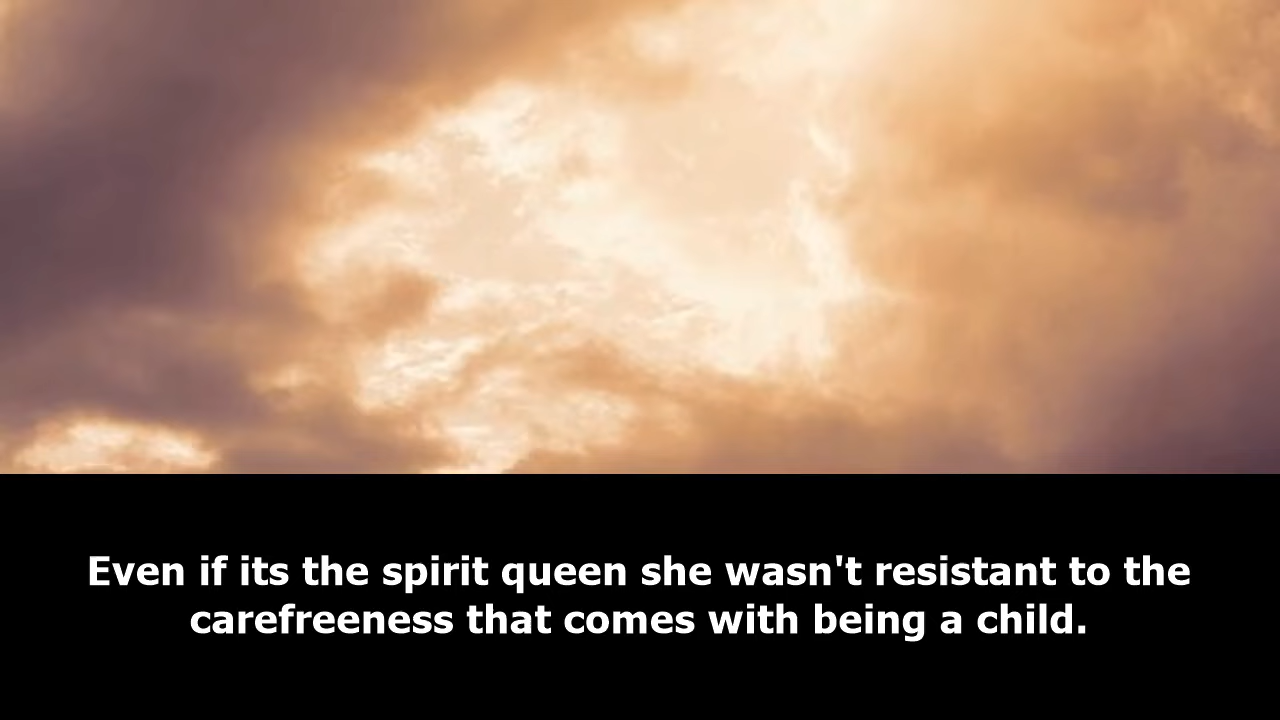 Even if its the spirit queen she wasn't resistant to the
carefreeness that comes with being a child.